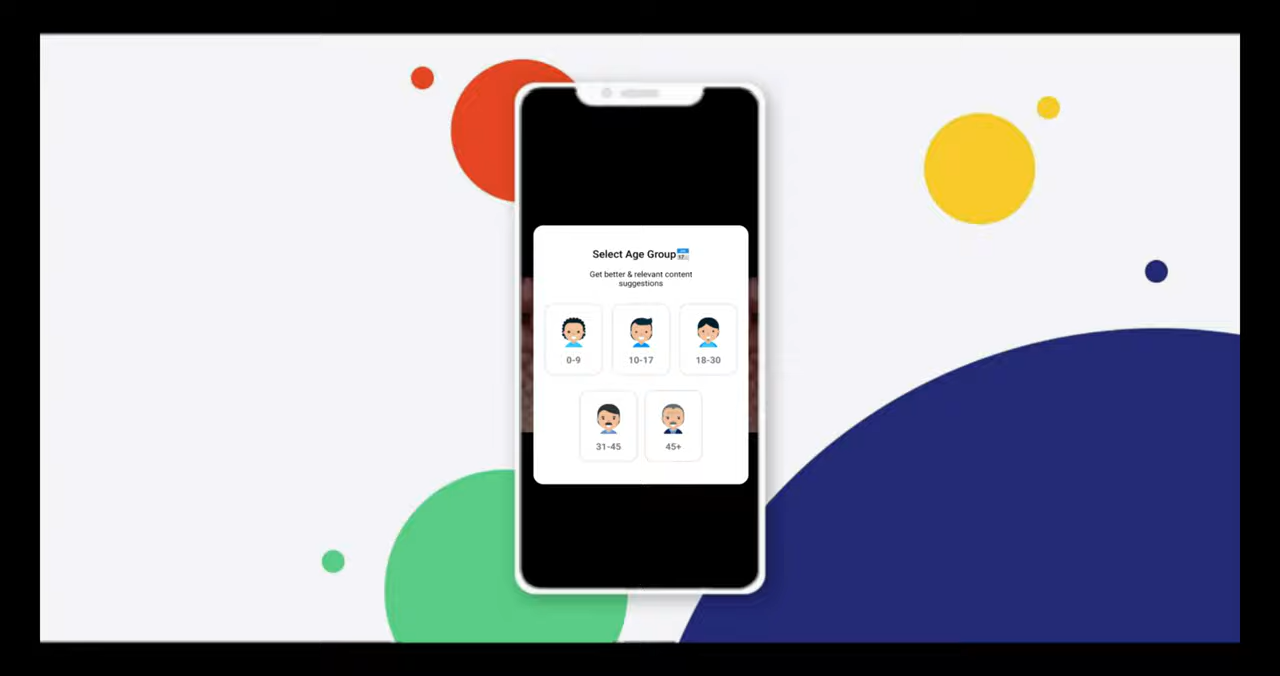 Select Age Group
Get better & relevant content
suggestions
0-9
10-17
18-30
31-45
45+